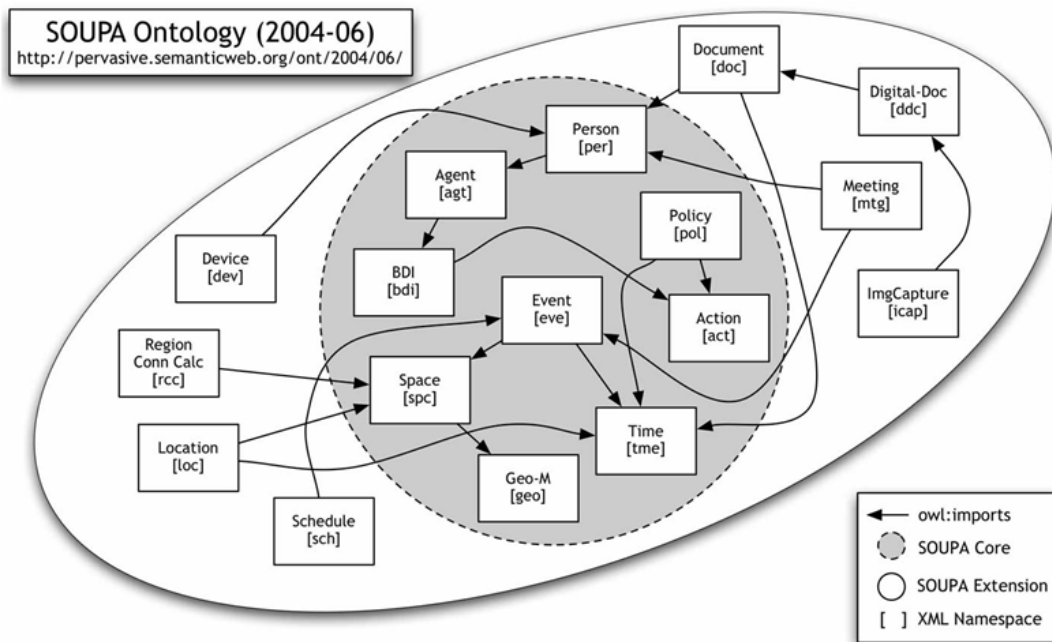 SOUPA Ontology (2004-06)
http://pervasive.semanticweb.org/ont/2004/06/
Document
[doc]
Digital-Doc
[ddc]
Person
[per]
Agent
[agt]
Meeting
[mtg]
Policy
[pol]
Device
[dev]
BDI
[bdi]
Event
[eve]
Action
[act]
ImgCapture
[icap]
Region
Conn Calc
[rcc]
Space
[spc]
Time
[tme]
Location
[loc]
Geo-M
[geo]
Schedule
[sch]
owl:imports
SOUPA Core
SOUPA Extension
[ ] XML Namespace